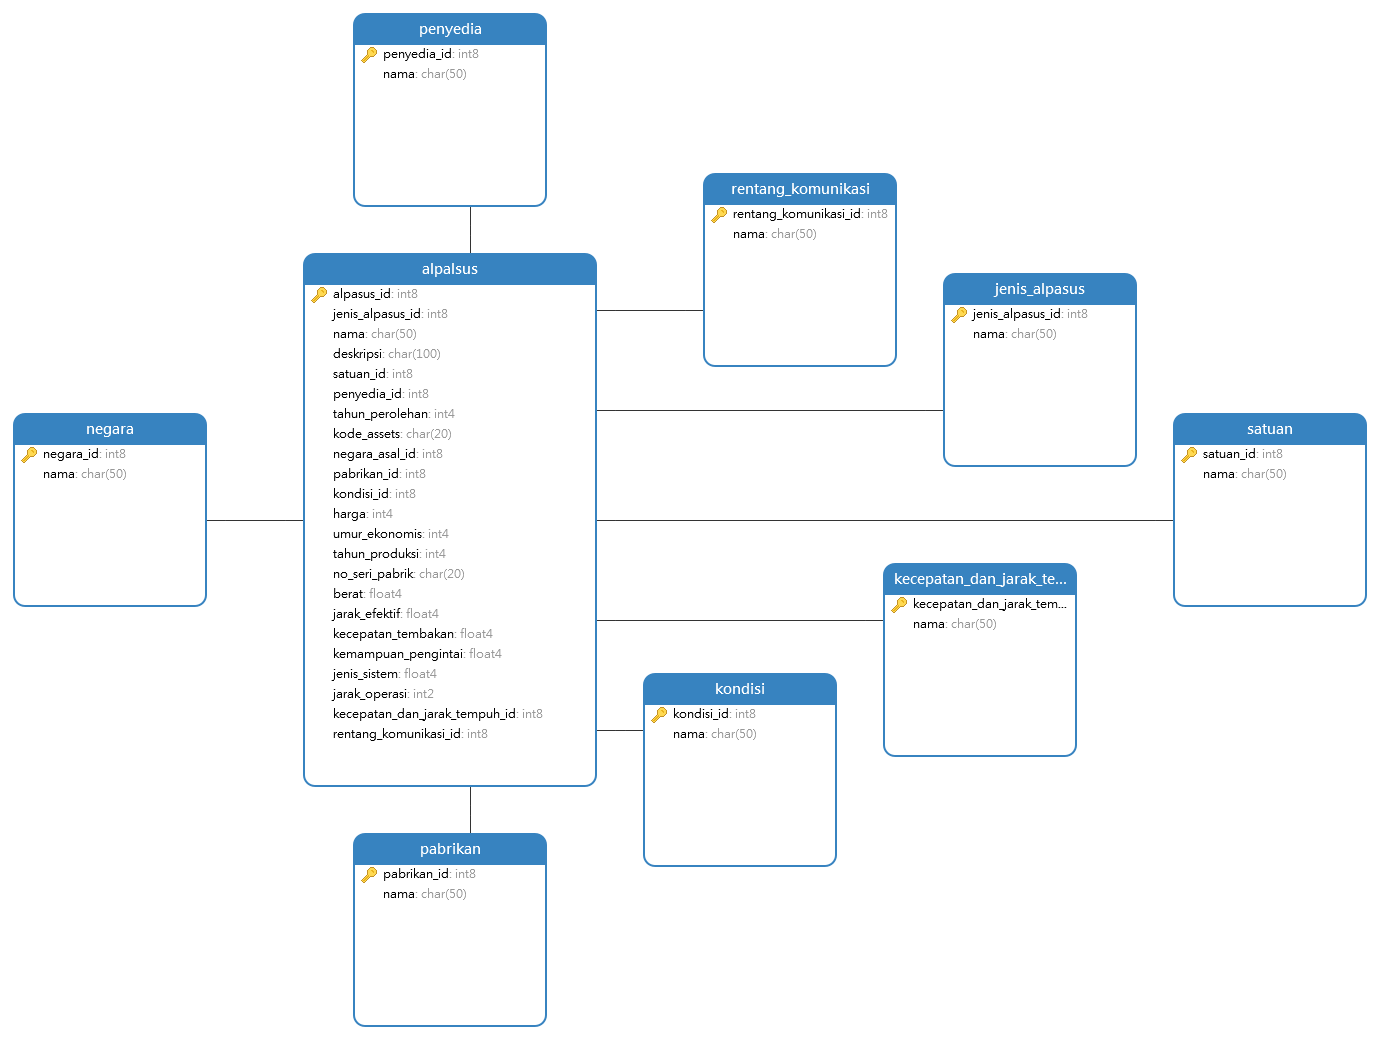 penyedia
penyedia_id: int8
nama: char(50)
rentang_komunikasi
rentang_komunikasi_id: int8
nama: char(50)
alpalsus
alpasus_id: int8
jenis_alpasus_id: int8
nama: char(50)
deskripsi: char(100)
satuan_id: int8
penyedia_id: int8
tahun_perolehan: int4
kode_assets: char(20)
negara_asal_id: int8
pabrikan_id: int8
kondisi_id: int8
harga: int4
umur_ekonomis: int4
tahun_produksi: int4
no_seri_pabrik: char(20)
berat: float4
jarak_efektif: float4
kecepatan_tembakan: float4
kemampuan_pengintai: float4
jenis_sistem: float4
jarak_operasi: int2
kecepatan_dan_jarak_tempuh_id: int8
rentang_komunikasi_id: int8
jenis_alpasus
jenis_alpasus_id: int8
nama: char(50)
negara
negara_id: int8
nama: char(50)
satuan
satuan_id: int8
nama: char(50)
kecepatan_dan_jarak_te...
kecepatan_dan_jarak_tem...
nama: char(50)
kondisi
kondisi_id: int8
nama: char(50)
pabrikan
pabrikan_id: int8
nama: char(50)